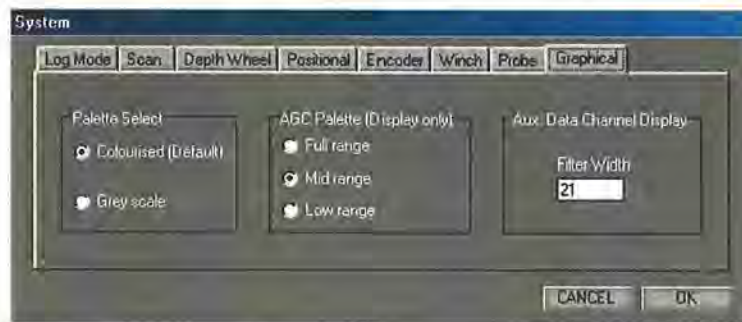 System
Log Mode Scan Depth Wheel Positional Encoder Winch Probe Graphical
Palette Select
Colourised (Default)
Grey scale
AGC Palette (Display only)
Full range
Mid range
Low range
Aux. Data Channel Display
Filter Width
21
CANCEL OK